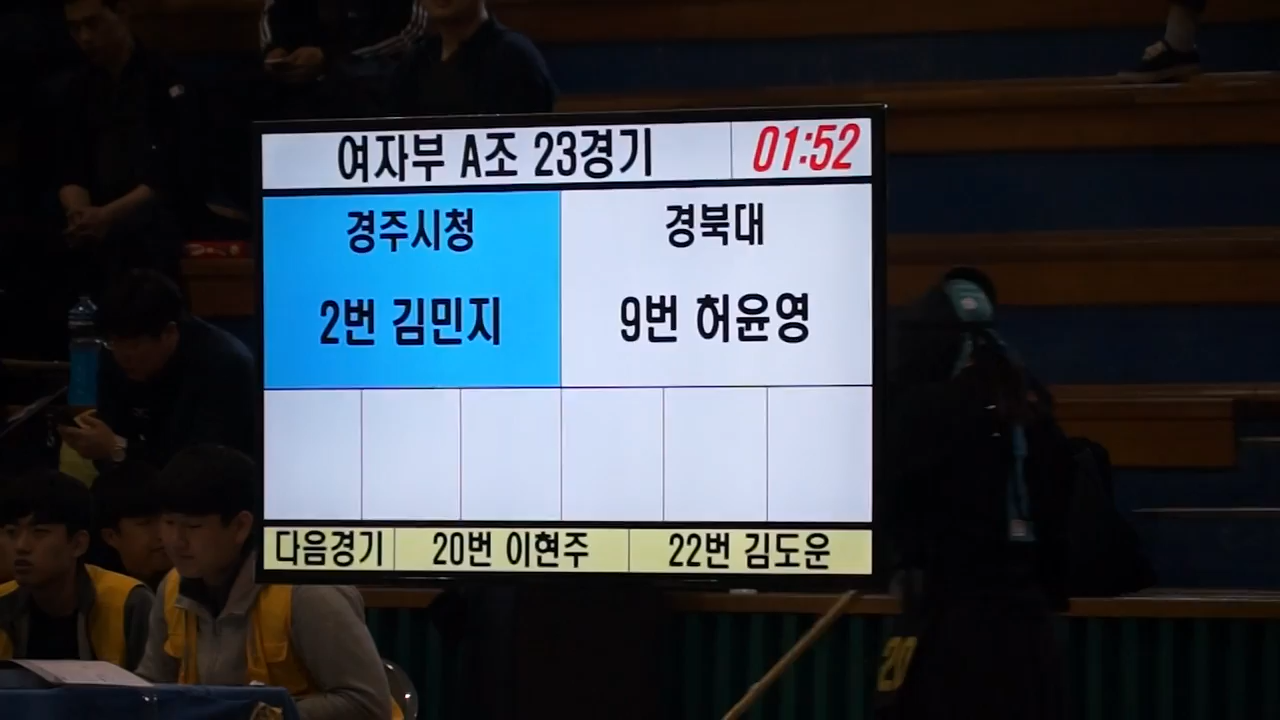 여자부 A조 23경기 01:52
경주시청 경북대
2번 김민지 9번 허윤영
다음경기 20번 이현주 22번 김도운
20